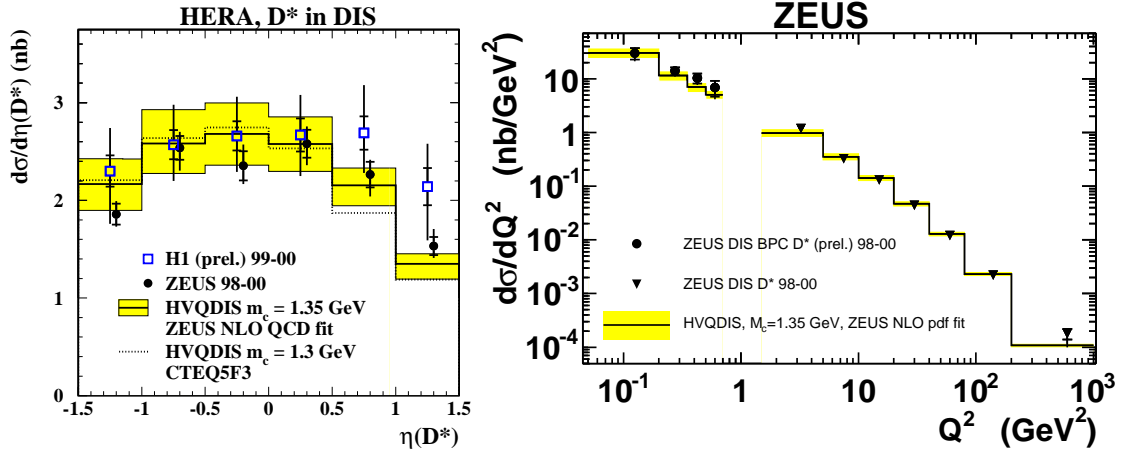 HERA, D* in DIS
dσ/dη(D*) (nb)
3
2
1
0
H1 (prel.) 99-00
ZEUS 98-00
HVQDIS m_c = 1.35 GeV
ZEUS NLO QCD fit
HVQDIS m_c = 1.3 GeV
CTEQ5F3
-1.5 -1 -0.5 0 0.5 1 1.5
η(D*)
ZEUS
dσ/dQ² (nb/GeV²)
10
1
10⁻¹
10⁻²
10⁻³
10⁻⁴
ZEUS DIS BPC D* (prel.) 98-00
ZEUS DIS D* 98-00
HVQDIS, M_c=1.35 GeV, ZEUS NLO pdf fit
10⁻¹ 1 10 10² 10³
Q² (GeV²)